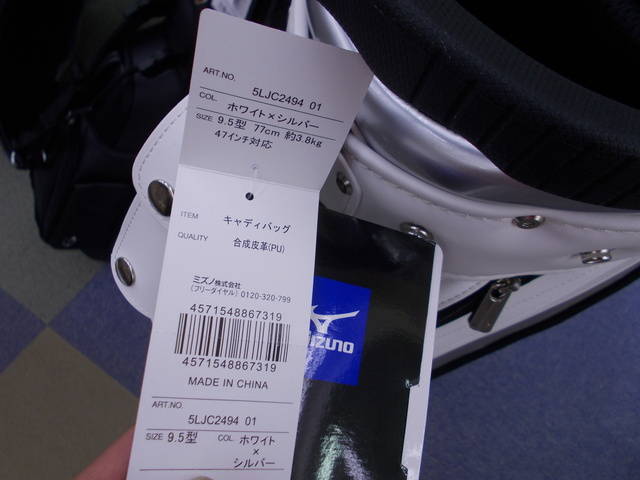 ART.NO. 5LJC2494 01
COL. ホワイト×シルバー
SIZE 9.5型 77cm 約3.8kg
47インチ対応
ITEM キャディバッグ
QUALITY 合成皮革(PU)
ミズノ株式会社
(フリーダイヤル) 0120-320-799
4571548867319
4571548867319
MADE IN CHINA
ART.NO.
5LJC2494 01
SIZE 9.5型 COL. ホワイト
×
シルバー
MIZUNO